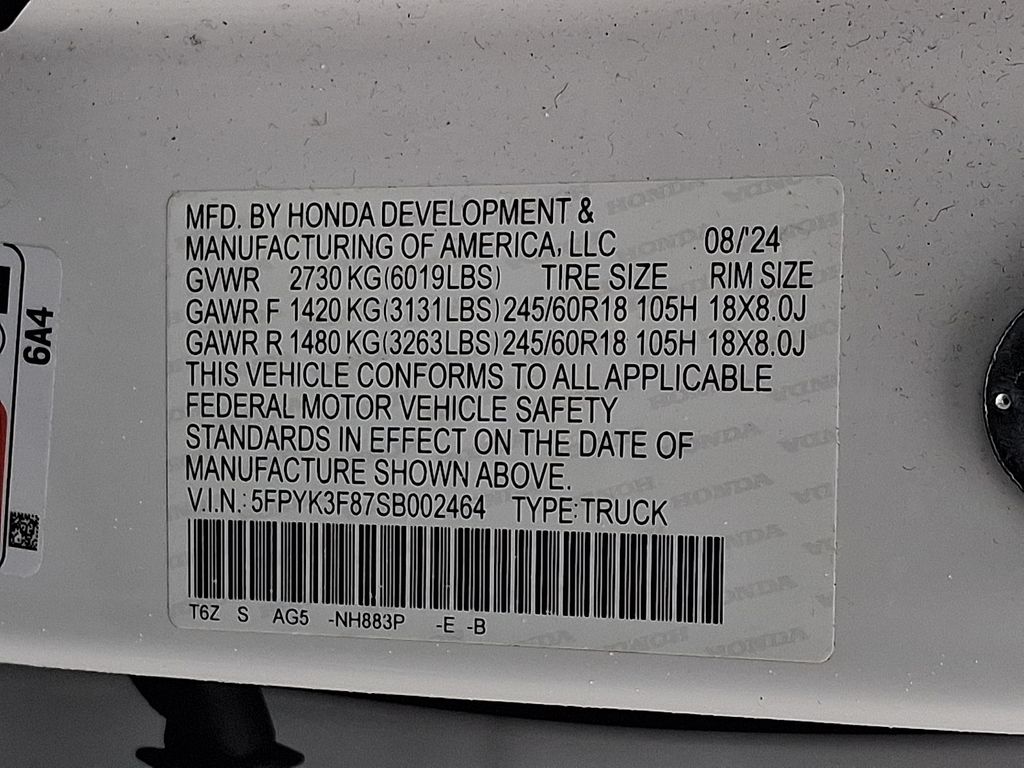 MFD. BY HONDA DEVELOPMENT &
MANUFACTURING OF AMERICA, LLC 08/'24
GVWR 2730 KG(6019LBS) TIRE SIZE RIM SIZE
GAWR F 1420 KG(3131LBS) 245/60R18 105H 18X8.0J
GAWR R 1480 KG(3263LBS) 245/60R18 105H 18X8.0J
THIS VEHICLE CONFORMS TO ALL APPLICABLE
FEDERAL MOTOR VEHICLE SAFETY
STANDARDS IN EFFECT ON THE DATE OF
MANUFACTURE SHOWN ABOVE.
V.I.N.: 5FPYK3F87SB002464 TYPE: TRUCK
T6Z S AG5 -NH883P -E -B
6A4